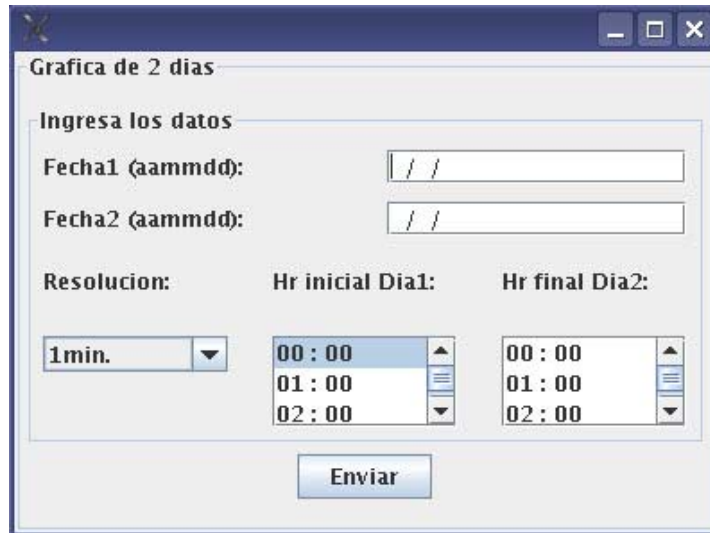 Grafica de 2 dias
Ingresa los datos
Fecha1 (aammdd): / /
Fecha2 (aammdd): / /
Resolucion: Hr inicial Dia1: Hr final Dia2:
1min. 00 : 00 00 : 00
01 : 00 01 : 00
02 : 00 02 : 00
Enviar